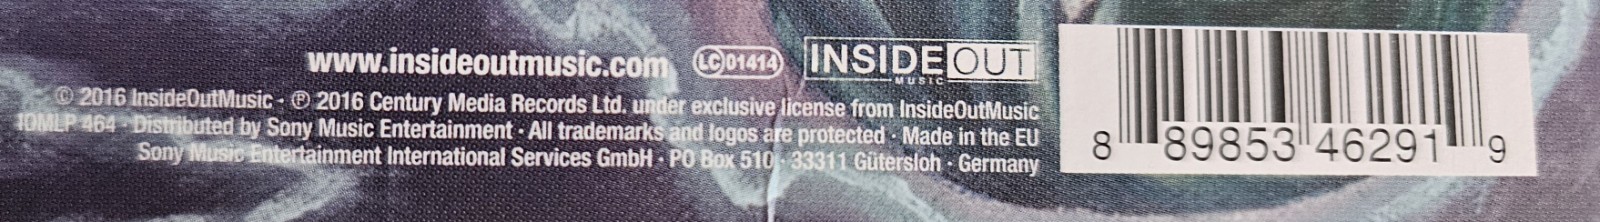 www.insideoutmusic.com LC 01414 INSIDEOUT MUSIC
© 2016 InsideOutMusic · ℗ 2016 Century Media Records Ltd. under exclusive license from InsideOutMusic
IOMLP 464 · Distributed by Sony Music Entertainment · All trademarks and logos are protected · Made in the EU
Sony Music Entertainment International Services GmbH · PO Box 510 · 33311 Gütersloh · Germany
8 89853 46291 9